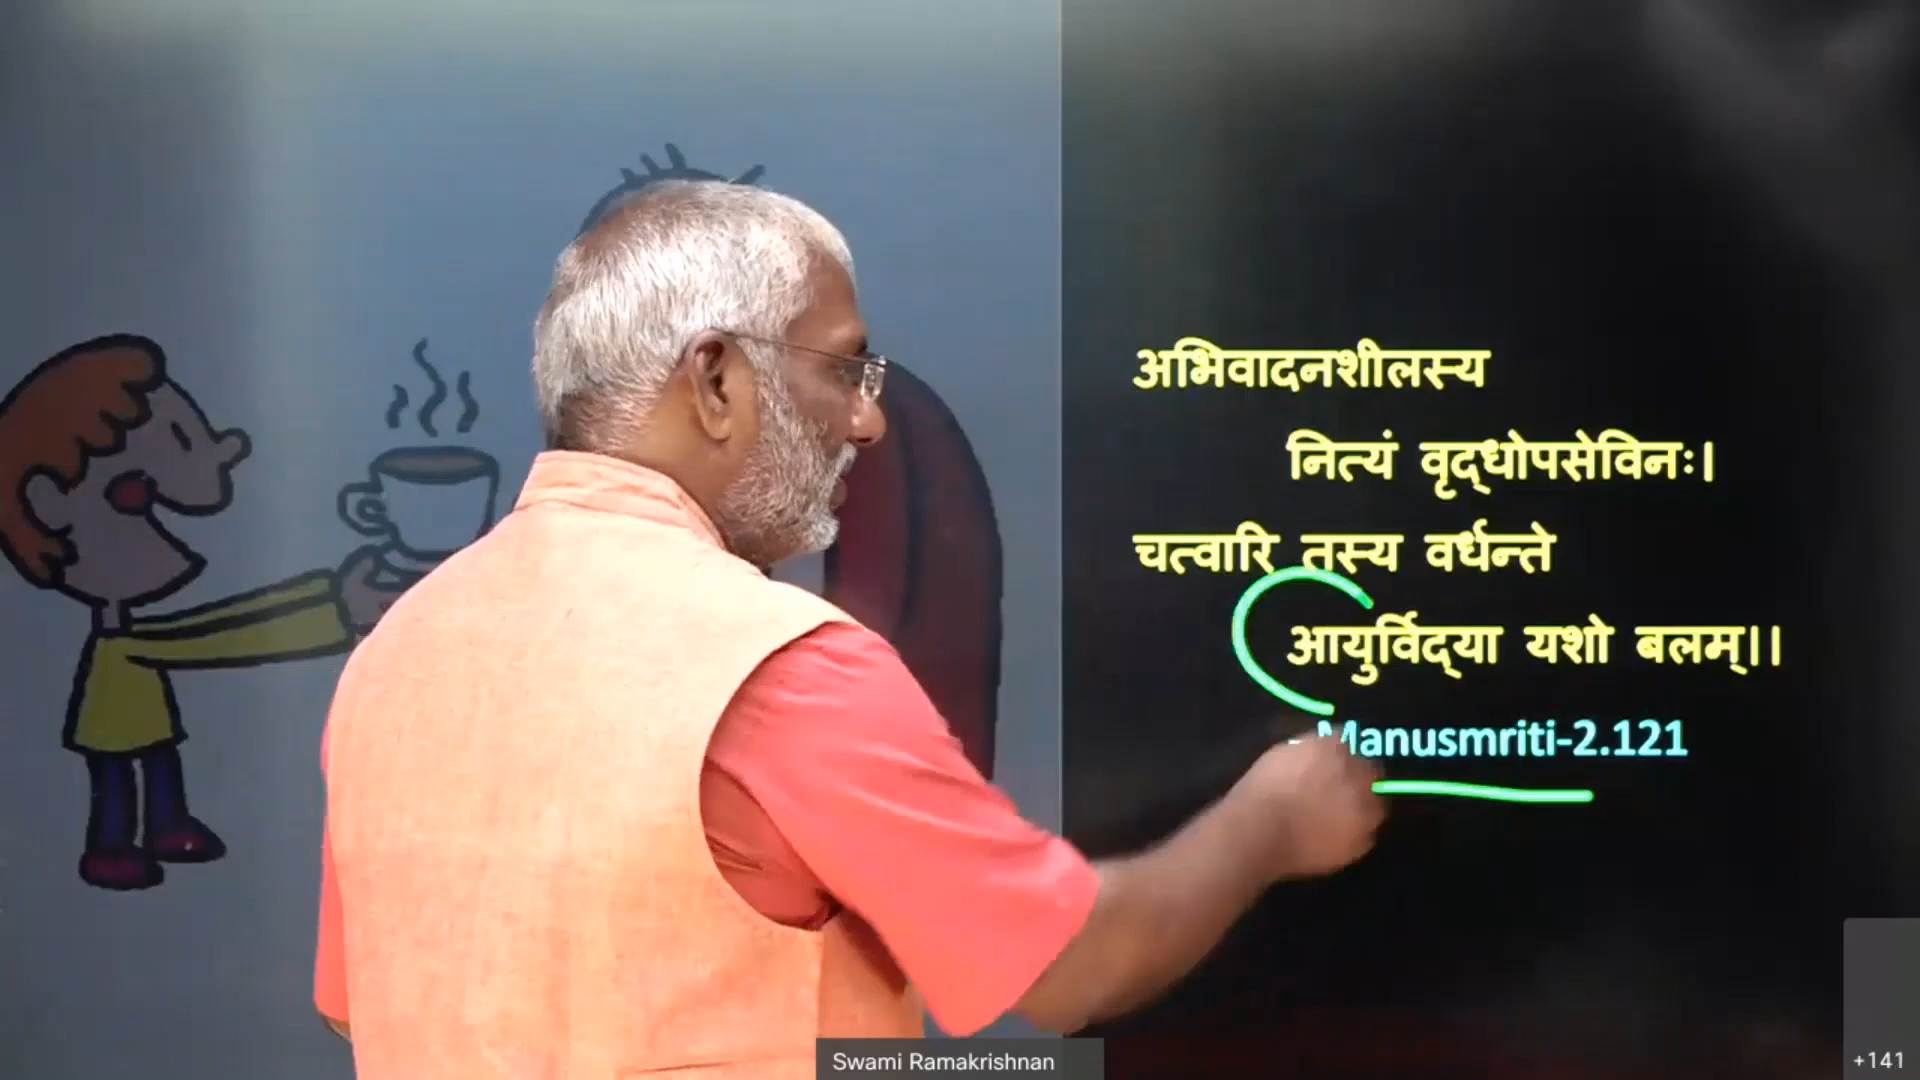 अभिवादनशीलस्य
नित्यं वृद्धोपसेविनः।
चत्वारि तस्य वर्धन्ते
आयुर्विद्या यशो बलम्।।
-Manusmriti-2.121
Swami Ramakrishnan
+141